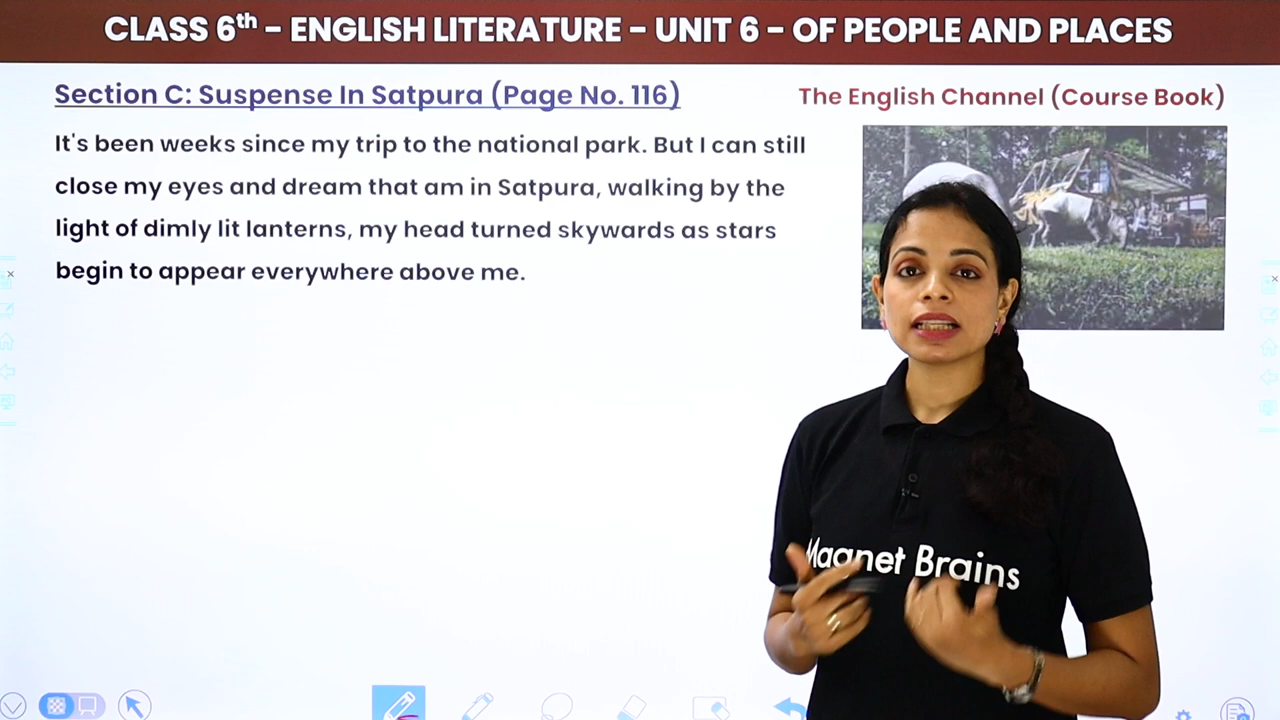 CLASS 6th – ENGLISH LITERATURE – UNIT 6 – OF PEOPLE AND PLACES
Section C: Suspense In Satpura (Page No. 116)
The English Channel (Course Book)
It's been weeks since my trip to the national park. But I can still
close my eyes and dream that am in Satpura, walking by the
light of dimly lit lanterns, my head turned skywards as stars
begin to appear everywhere above me.
Magnet Brains